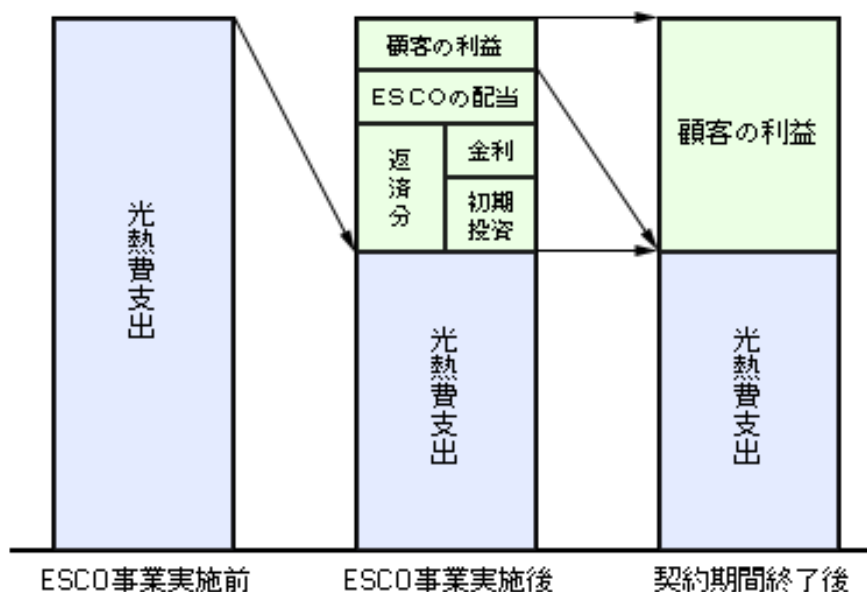 光熱費支出
顧客の利益
ESCOの配当
返済分
金利
初期
投資
光熱費支出
顧客の利益
光熱費支出
ESCO事業実施前
ESCO事業実施後
契約期間終了後